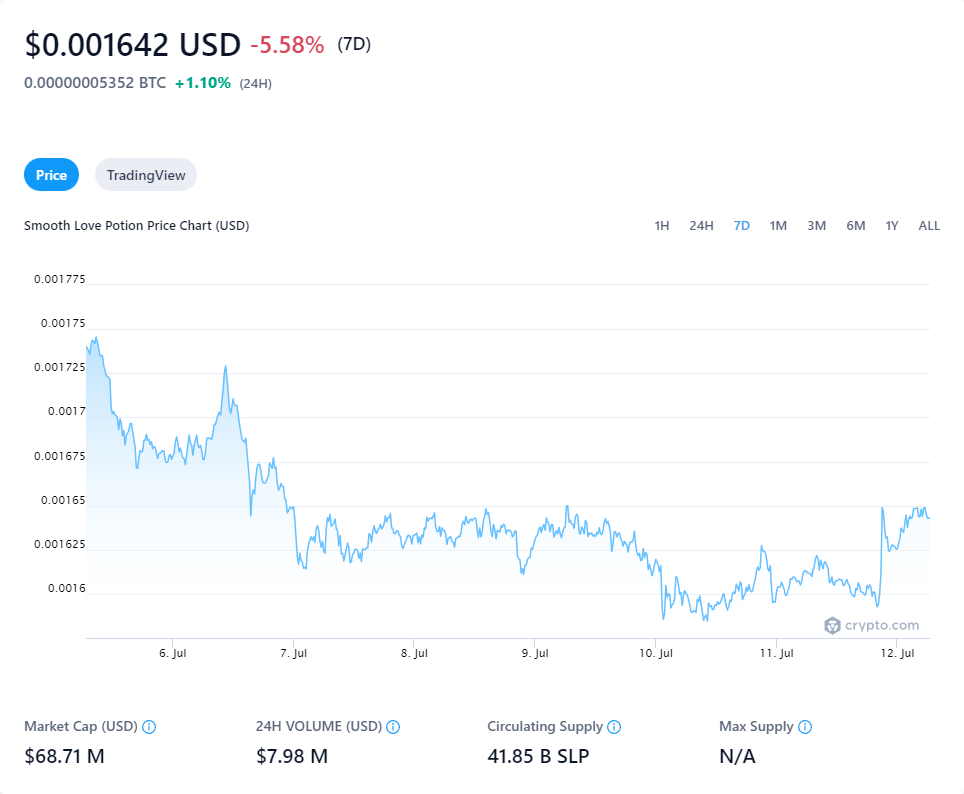 $0.001642 USD -5.58% (7D)
0.00000005352 BTC +1.10% (24H)
Price TradingView
Smooth Love Potion Price Chart (USD) 1H 24H 7D 1M 3M 6M 1Y ALL
0.001775
0.00175
0.001725
0.0017
0.001675
0.00165
0.001625
0.0016
crypto.com
6. Jul 7. Jul 8. Jul 9. Jul 10. Jul 11. Jul 12. Jul
Market Cap (USD) 24H VOLUME (USD) Circulating Supply Max Supply
$68.71 M $7.98 M 41.85 B SLP N/A